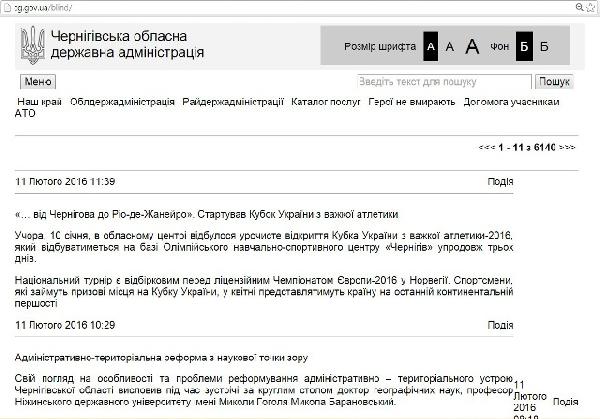 cg.gov.ua/blind/
Чернігівська обласна
державна адміністрація
Розмір шрифта А А А Фон Б Б
Меню
Введіть текст для пошуку Пошук
Наш край Облдержадміністрація Райдержадміністрації Каталог послуг Герої не вмирають Допомога учасникам
АТО
<<< 1 - 11 з 6140 >>>
11 Лютого 2016 11:39 Подія
«… від Чернігова до Ріо-де-Жанейро». Стартував Кубок України з важкої атлетики
Учора, 10 січня, в обласному центрі відбулося урочисте відкриття Кубка України з важкої атлетики-2016,
який відбуватиметься на базі Олімпійського навчально-спортивного центру «Чернігів» упродовж трьох
днів.
Національний турнір є відбірковим перед ліцензійним Чемпіонатом Європи-2016 у Норвегії. Спортсмени,
які займуть призові місця на Кубку України, у квітні представлятимуть країну на останній континентальній
першості
11 Лютого 2016 10:29 Подія
Адміністративно-територіальна реформа з наукової точки зору
Свій погляд на особливості та проблеми реформування адміністративно – територіального устрою
Чернігівської області висловив під час зустрічі за круглим столом доктор географічних наук, професор
Ніжинського державного університету імені Миколи Гоголя Микола Барановський.
11
Лютого
2016 Подія